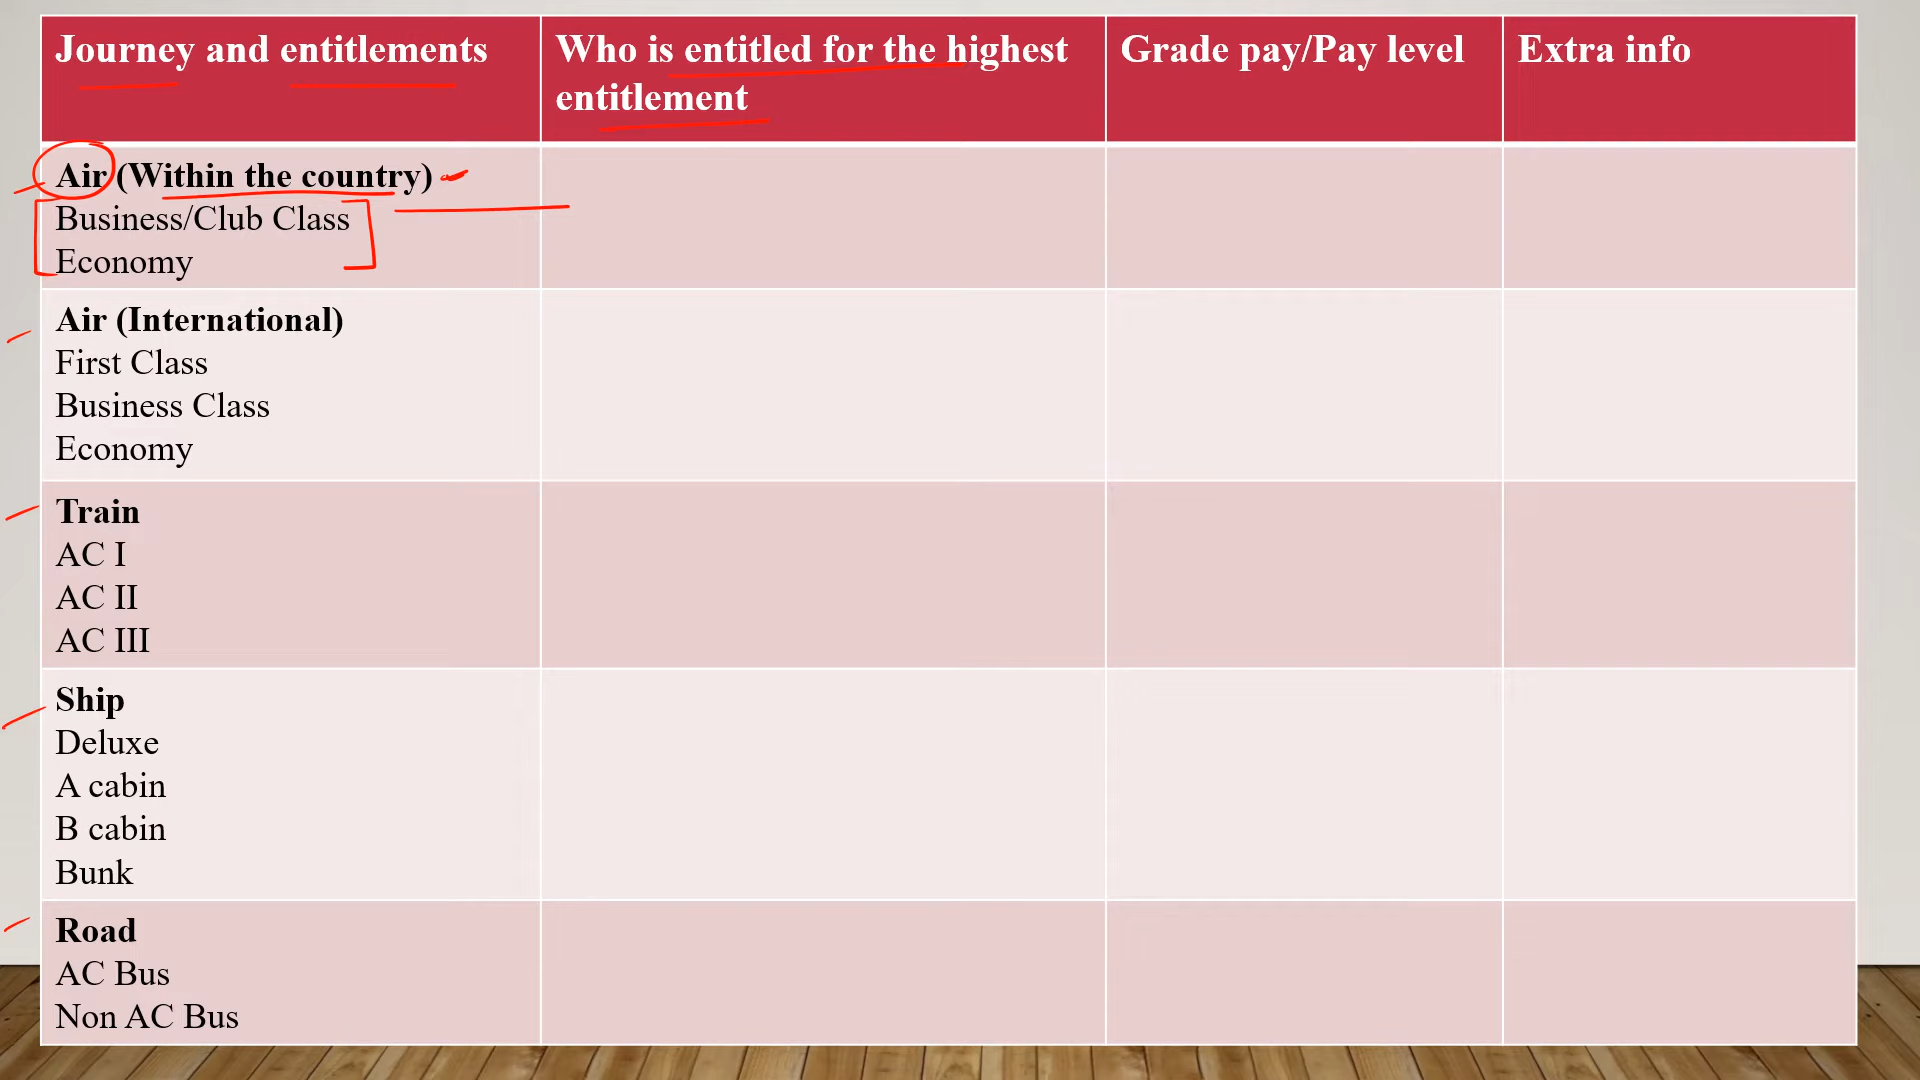 Journey and entitlements
Who is entitled for the highest
entitlement
Grade pay/Pay level
Extra info
Air (Within the country)
Business/Club Class
Economy
Air (International)
First Class
Business Class
Economy
Train
AC I
AC II
AC III
Ship
Deluxe
A cabin
B cabin
Bunk
Road
AC Bus
Non AC Bus